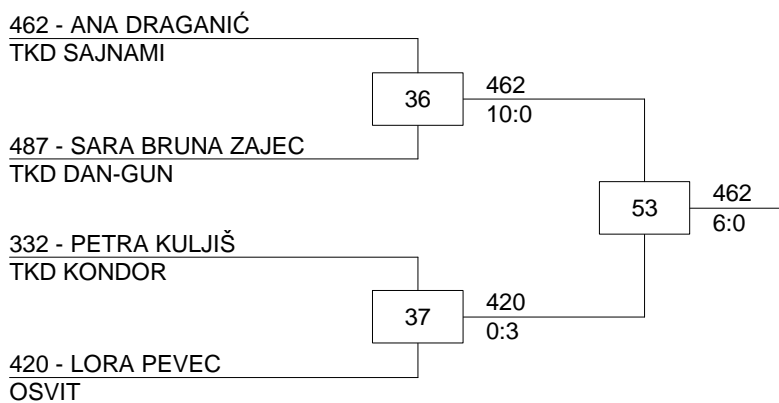 462 - ANA DRAGANIĆ
TKD SAJNAMI
36
462
10:0
487 - SARA BRUNA ZAJEC
TKD DAN-GUN
53
462
6:0
332 - PETRA KULJIŠ
TKD KONDOR
37
420
0:3
420 - LORA PEVEC
OSVIT